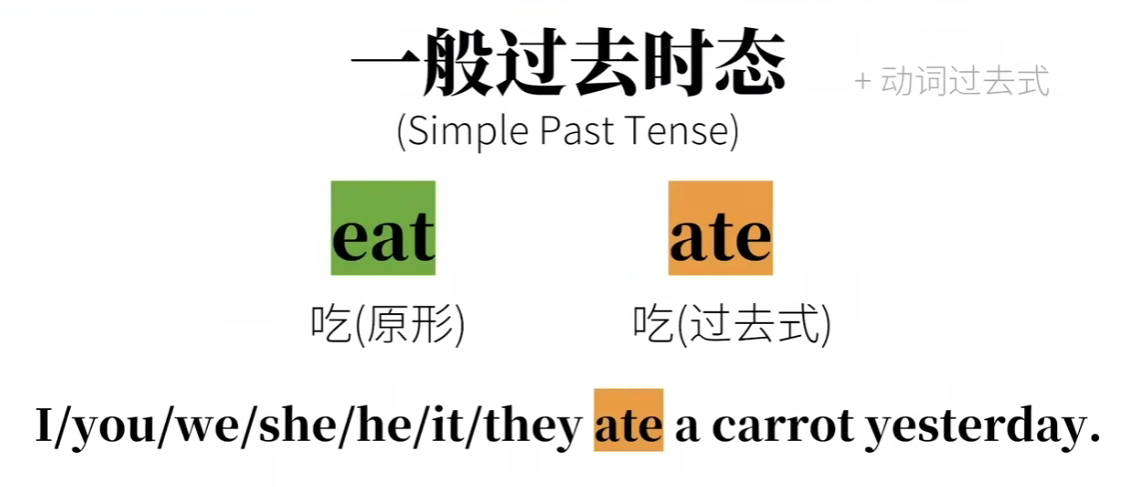 一般过去时态 + 动词过去式
(Simple Past Tense)
eat ate
吃(原形) 吃(过去式)
I/you/we/she/he/it/they ate a carrot yesterday.